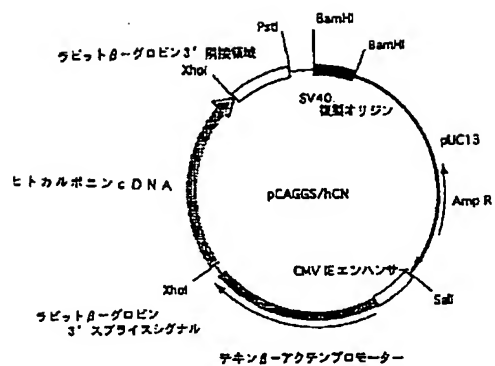 BamHI
PstI
BamHI
ラビットβ-グロビン3'隣接領域
XhoI
SV40
複製オリジン
pUC13
ヒトカルポニンcDNA
pCAGGS/hCN
Amp R
CMV IEエンハンサー
XhoI
SalI
ラビットβ-グロビン
3'スプライスシグナル
チキンβ-アクチンプロモーター